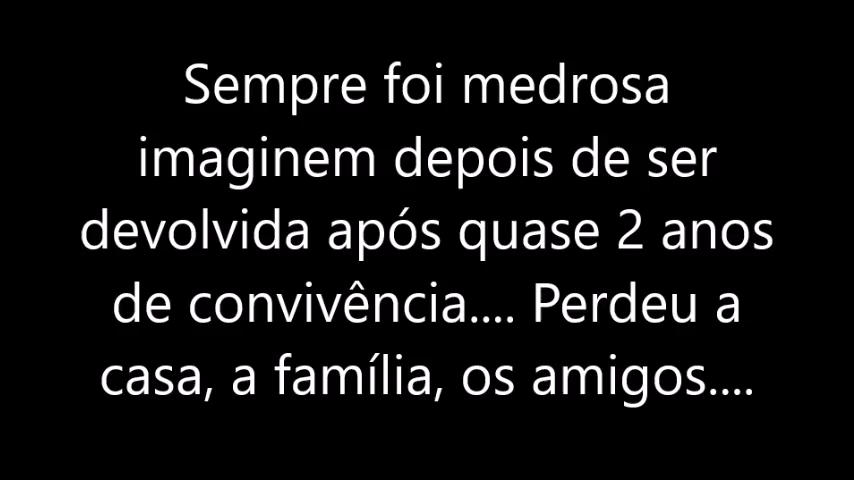 Sempre foi medrosa
imaginem depois de ser
devolvida após quase 2 anos
de convivência.... Perdeu a
casa, a família, os amigos....